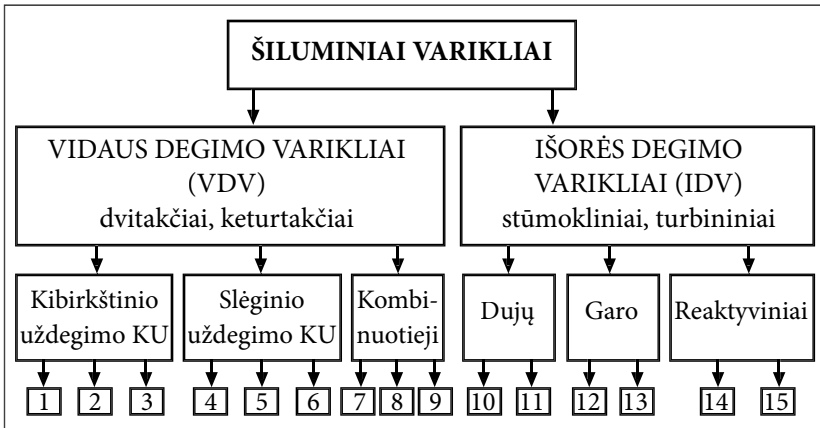 ŠILUMINIAI VARIKLIAI
VIDAUS DEGIMO VARIKLIAI
(VDV)
dvitakčiai, keturtakčiai
IŠORĖS DEGIMO
VARIKLIAI (IDV)
stūmokliniai, turbininiai
Kibirkštinio
uždegimo KU
Slėginio
uždegimo KU
Kombi-
nuotieji
Dujų
Garo
Reaktyviniai
1 2 3 4 5 6 7 8 9 10 11 12 13 14 15